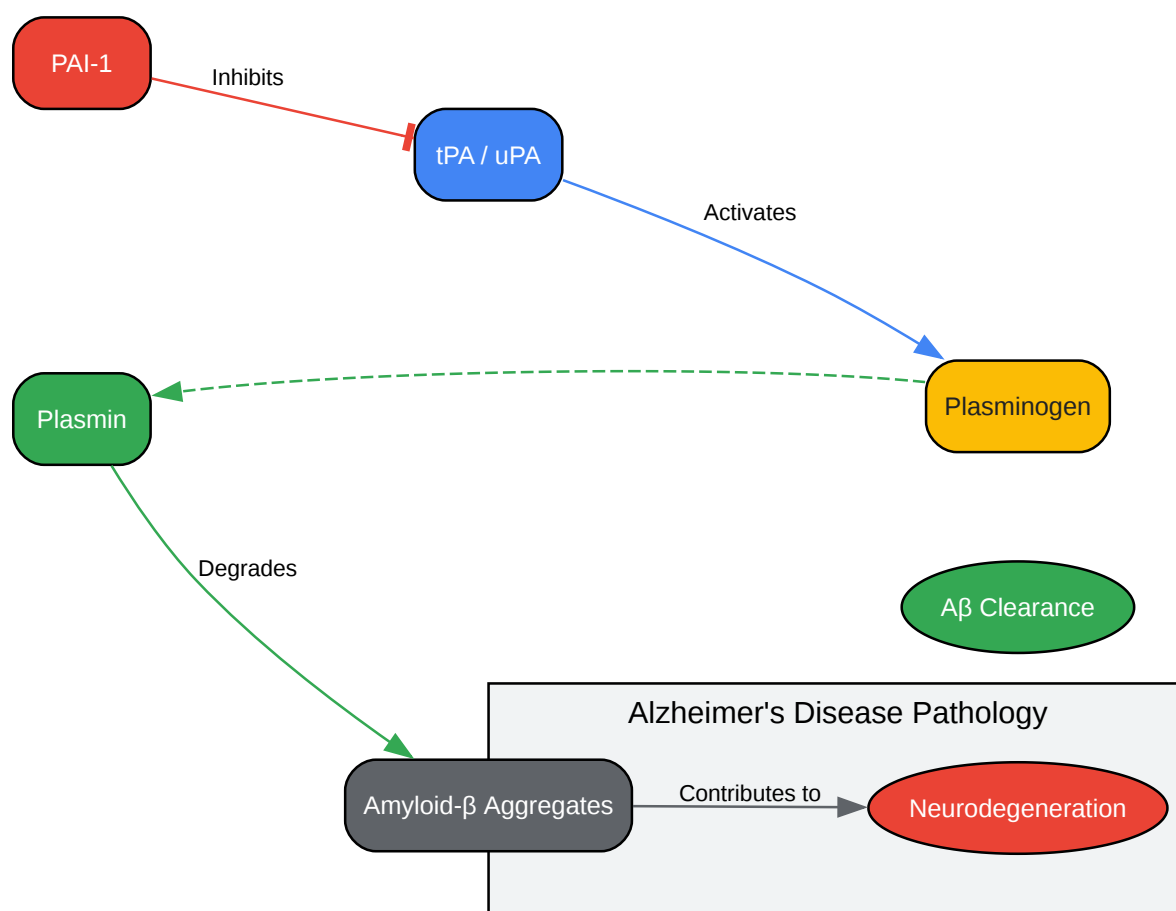 PAI-1
Inhibits
tPA / uPA
Activates
Plasmin
Plasminogen
Degrades
Aβ Clearance
Alzheimer's Disease Pathology
Amyloid-β Aggregates
Contributes to
Neurodegeneration